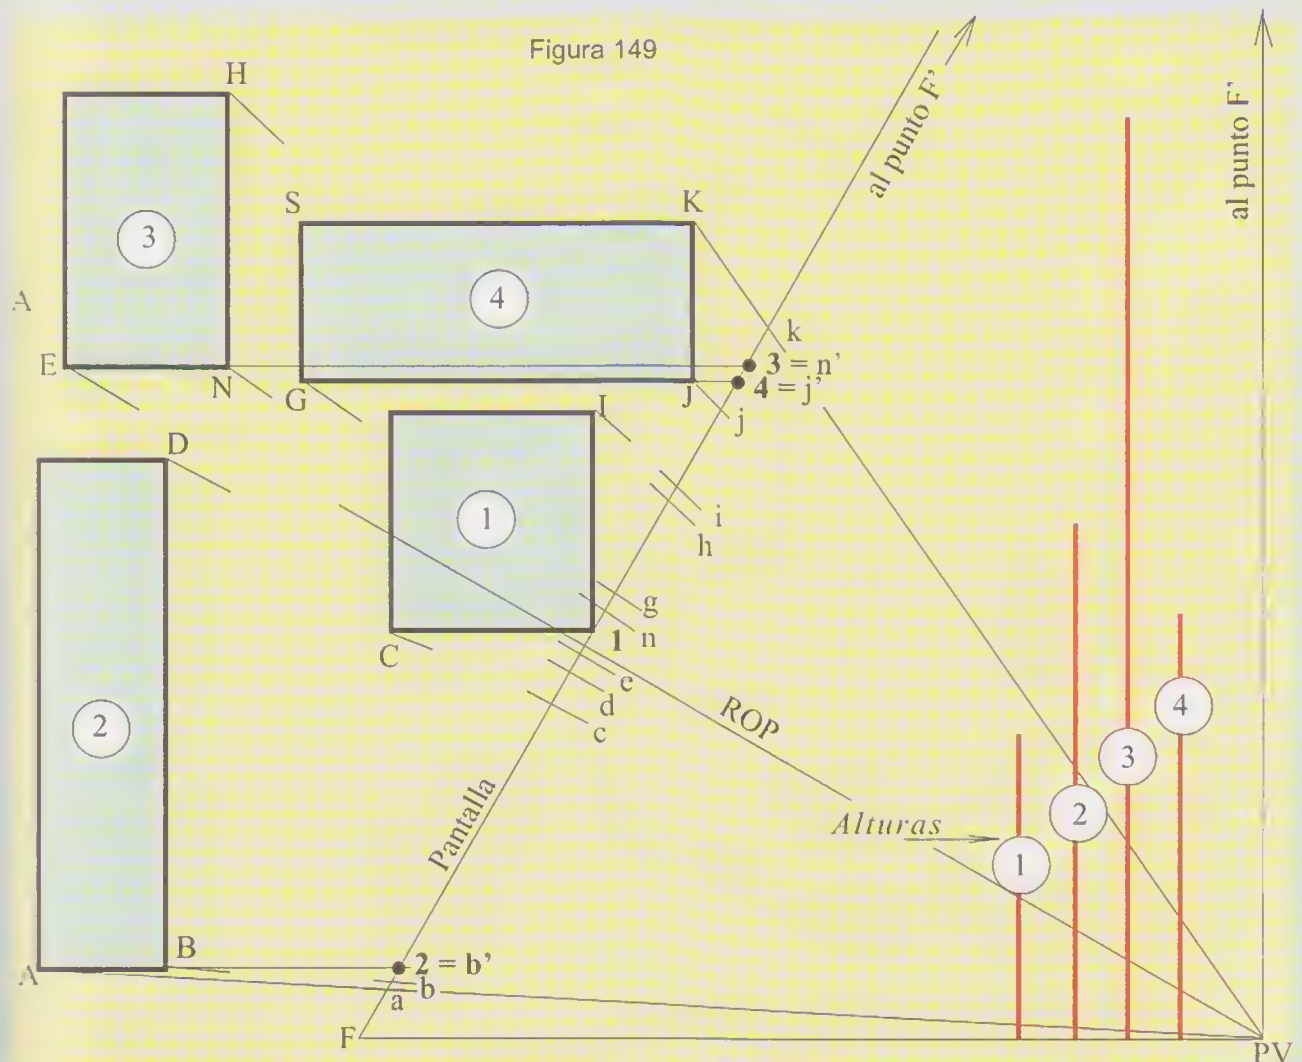 Figura 149
al punto F'
al punto F'
H
3
S
K
4
A
E
N
G
J
k
3 = n'
4 = j'
j
I
D
1
i
h
g
n
1
C
e
d
c
ROP
2
Pantalla
Alturas
1
2
3
4
B
A
2 = b'
b
a
F
PV